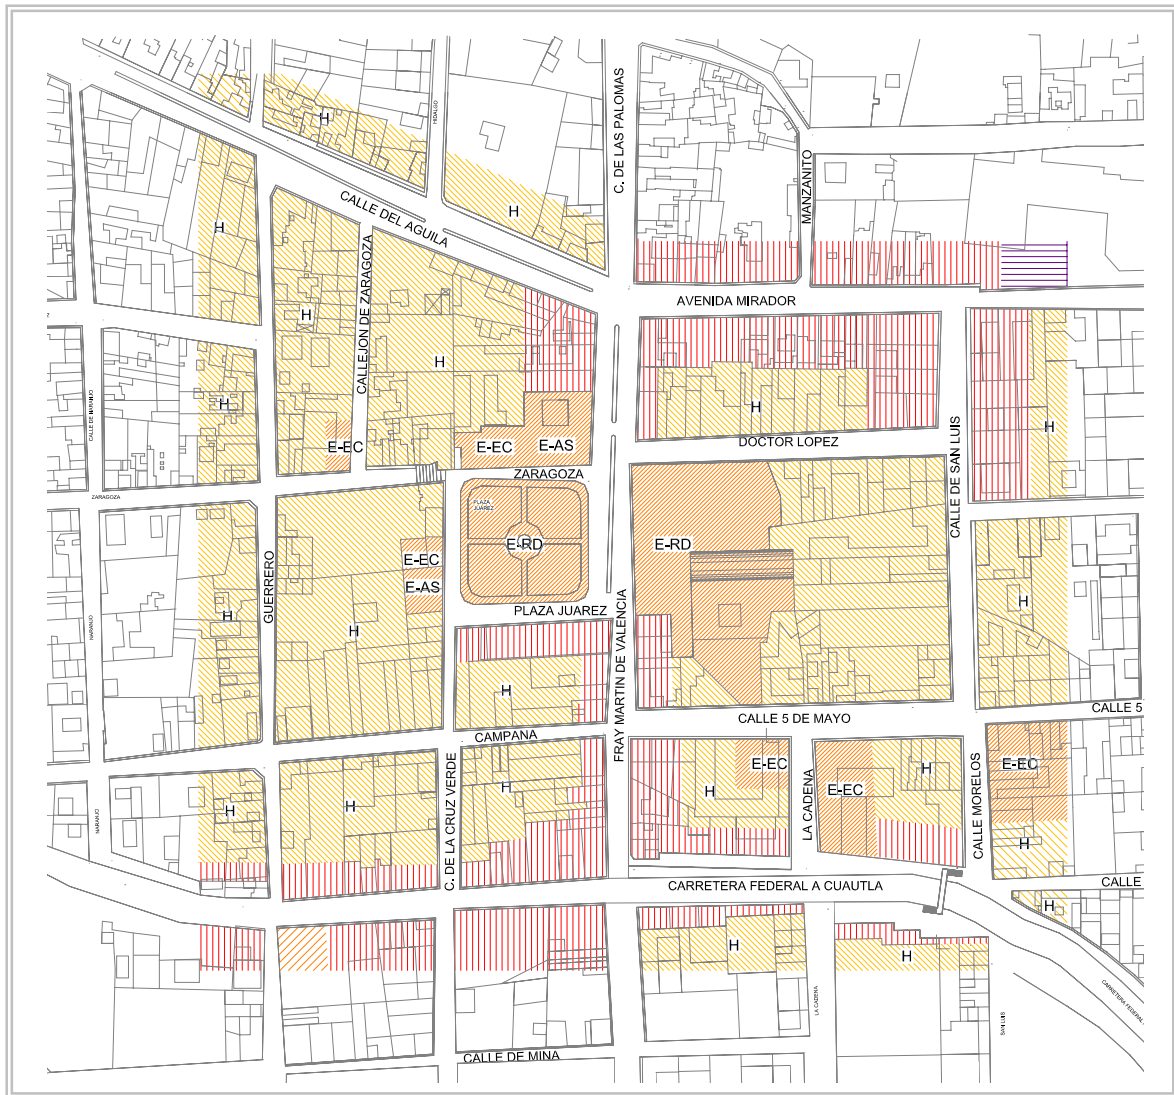 HIDALGO
C. DE LAS PALOMAS
H
MANZANITO
CALLE DEL AGUILA
H
H
CALLEJON DE ZARAGOZA
AVENIDA MIRADOR
H
Z
H
CALLE DE NARANJO
H
H
H
DOCTOR LOPEZ
E-EC
E-EC
E-AS
CALLE DE SAN LUIS
ZARAGOZA
ZARAGOZA
PLAZA
JUAREZ
E-RD
E-RD
E-EC
E-AS
GUERRERO
PLAZA JUAREZ
FRAY MARTIN DE VALENCIA
H
H
H
NARANJO
H
CALLE 5
CALLE 5 DE MAYO
CAMPANA
E-EC
E-EC
H
H
E-EC
H
LA CADENA
C. DE LA CRUZ VERDE
H
H
NARANJO
CALLE MORELOS
H
CARRETERA FEDERAL A CUAUTLA
CALLE
H
H
H
LA CADENA
SAN LUIS
CARRETERA FEDERAL
CALLE DE MINA